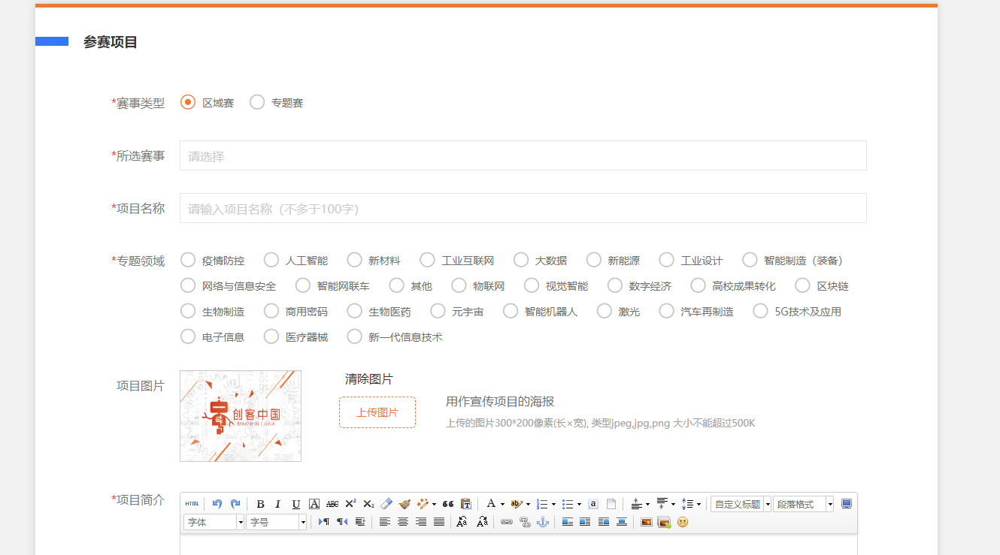 参赛项目
*赛事类型 区域赛 专题赛
*所选赛事 请选择
*项目名称 请输入项目名称（不多于100字）
*专题领域 疫情防控 人工智能 新材料 工业互联网 大数据 新能源 工业设计 智能制造（装备）
网络与信息安全 智能网联车 其他 物联网 视觉智能 数字经济 高校成果转化 区块链
生物制造 商用密码 生物医药 元宇宙 智能机器人 激光 汽车再制造 5G技术及应用
电子信息 医疗器械 新一代信息技术
项目图片 清除图片
创客中国
MAKER IN CHINA
上传图片 用作宣传项目的海报
上传的图片300*200像素(长×宽), 类型jpeg,jpg,png 大小不能超过500K
*项目简介 HTML B I U A ABC X² X₂ A ab a 自定义标题 段落格式
字体 字号